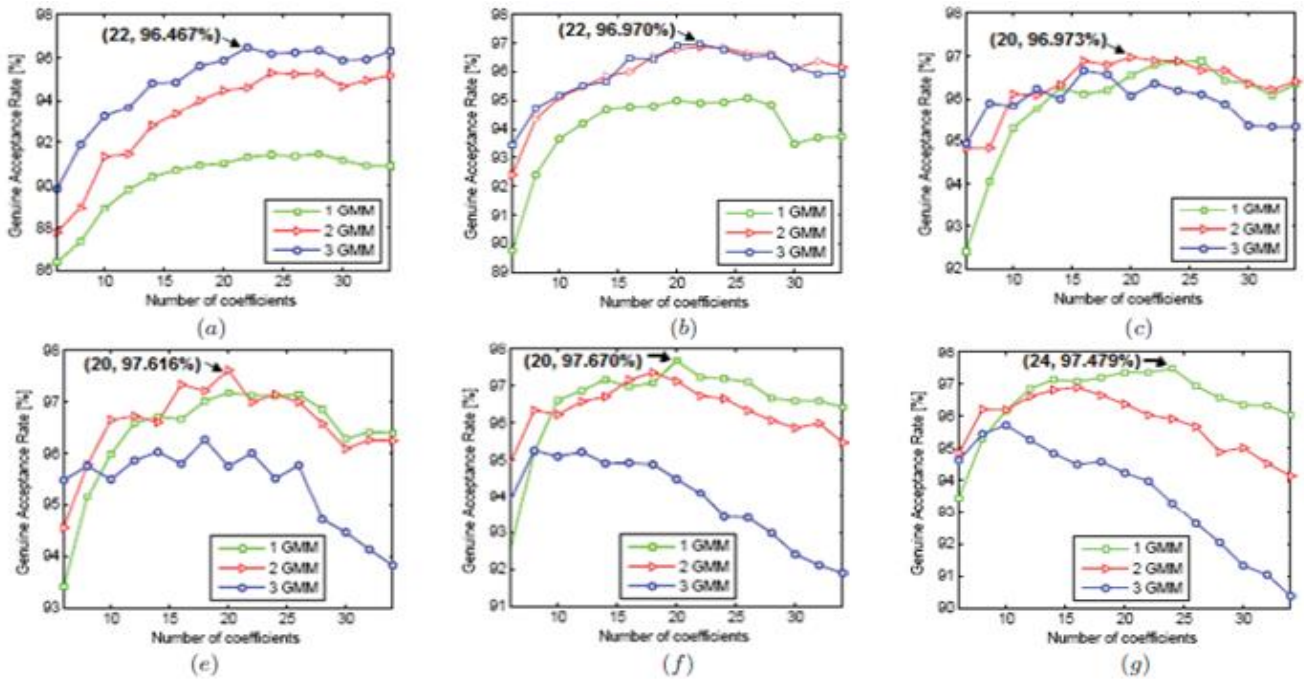 (22, 96.467%)
Genuine Acceptance Rate [%]
98
96
94
92
90
88
86
10
15
20
25
30
Number of coefficients
1 GMM
2 GMM
3 GMM
(a)
(22, 96.970%)
Genuine Acceptance Rate [%]
98
97
96
95
94
93
92
91
90
89
10
15
20
25
30
Number of coefficients
1 GMM
2 GMM
3 GMM
(b)
(20, 96.973%)
Genuine Acceptance Rate [%]
98
97
96
95
94
93
92
10
15
20
25
30
Number of coefficients
1 GMM
2 GMM
3 GMM
(c)
(20, 97.616%)
Genuine Acceptance Rate [%]
98
97
96
95
94
93
10
15
20
25
30
Number of coefficients
1 GMM
2 GMM
3 GMM
(e)
(20, 97.670%)
Genuine Acceptance Rate [%]
98
97
96
95
94
93
92
91
10
15
20
25
30
Number of coefficients
1 GMM
2 GMM
3 GMM
(f)
(24, 97.479%)
Genuine Acceptance Rate [%]
98
97
96
95
94
93
92
91
90
10
15
20
25
30
Number of coefficients
1 GMM
2 GMM
3 GMM
(g)